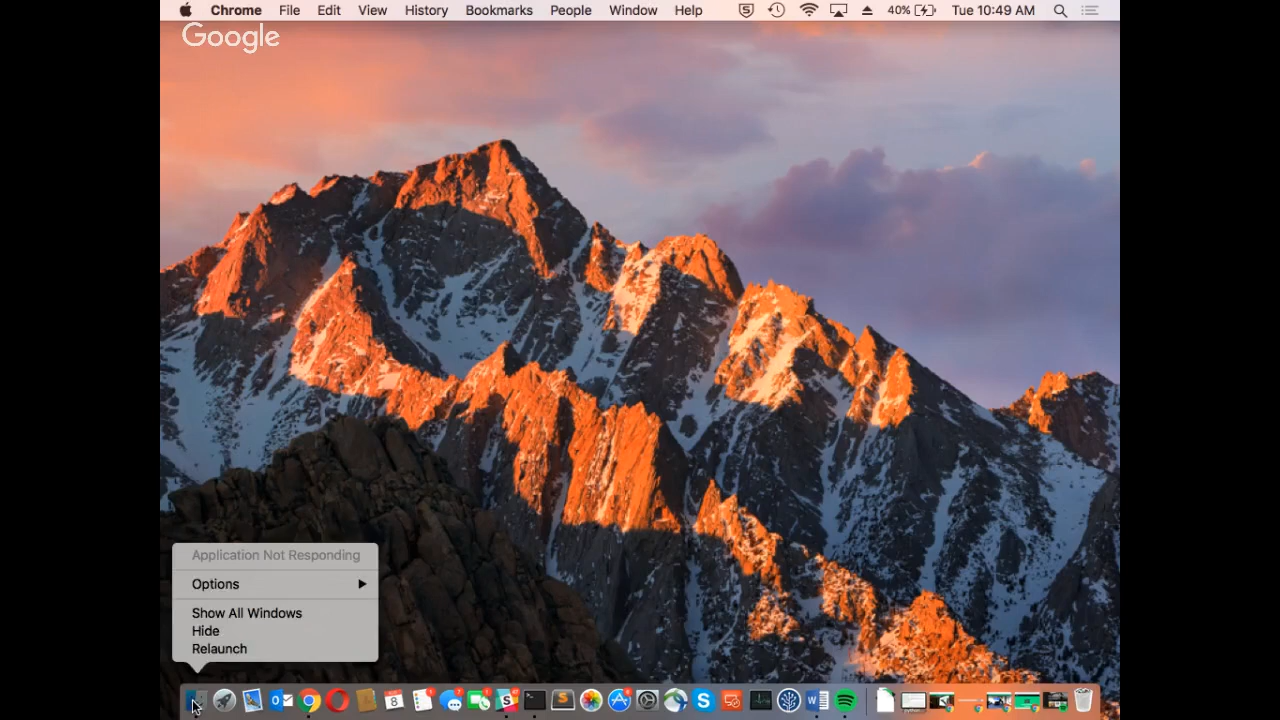 Chrome File Edit View History Bookmarks People Window Help 40% Tue 10:49 AM
Google
Application Not Responding
Options
Show All Windows
Hide
Relaunch